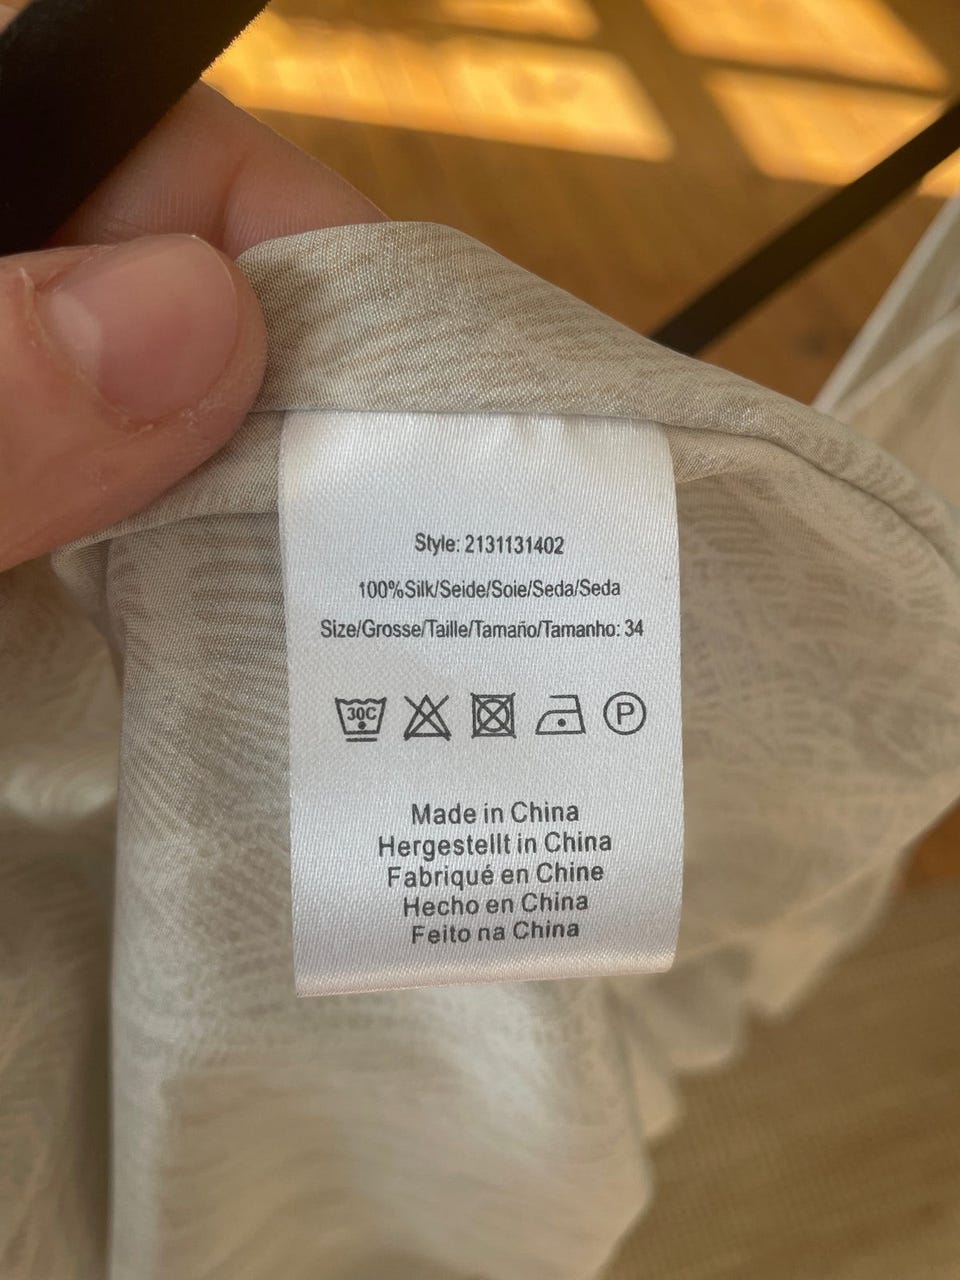 Style: 2131131402
100%Silk/Seide/Soie/Seda/Seda
Size/Grosse/Taille/Tamaño/Tamanho: 34
30C P
Made in China
Hergestellt in China
Fabriqué en Chine
Hecho en China
Feito na China